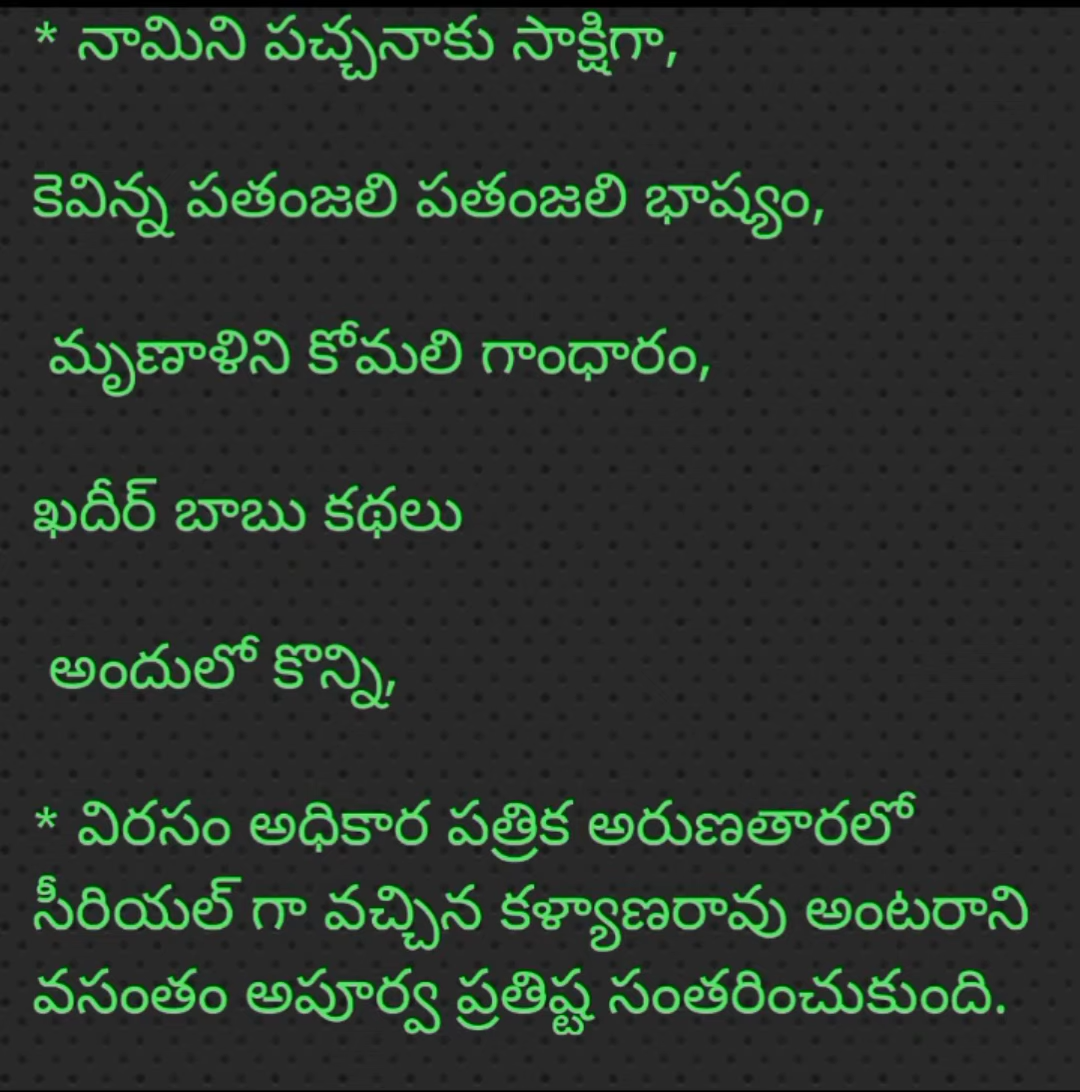 * నామిని పచ్చనాకు సాక్షిగా,
కెవిన్న పతంజలి పతంజలి భాష్యం,
మృణాళిని కోమలి గాంధారం,
ఖదీర్ బాబు కథలు
అందులో కొన్ని,
* విరసం అధికార పత్రిక అరుణతారలో
సీరియల్ గా వచ్చిన కళ్యాణరావు అంటరాని
వసంతం అపూర్వ ప్రతిష్ట సంతరించుకుంది.